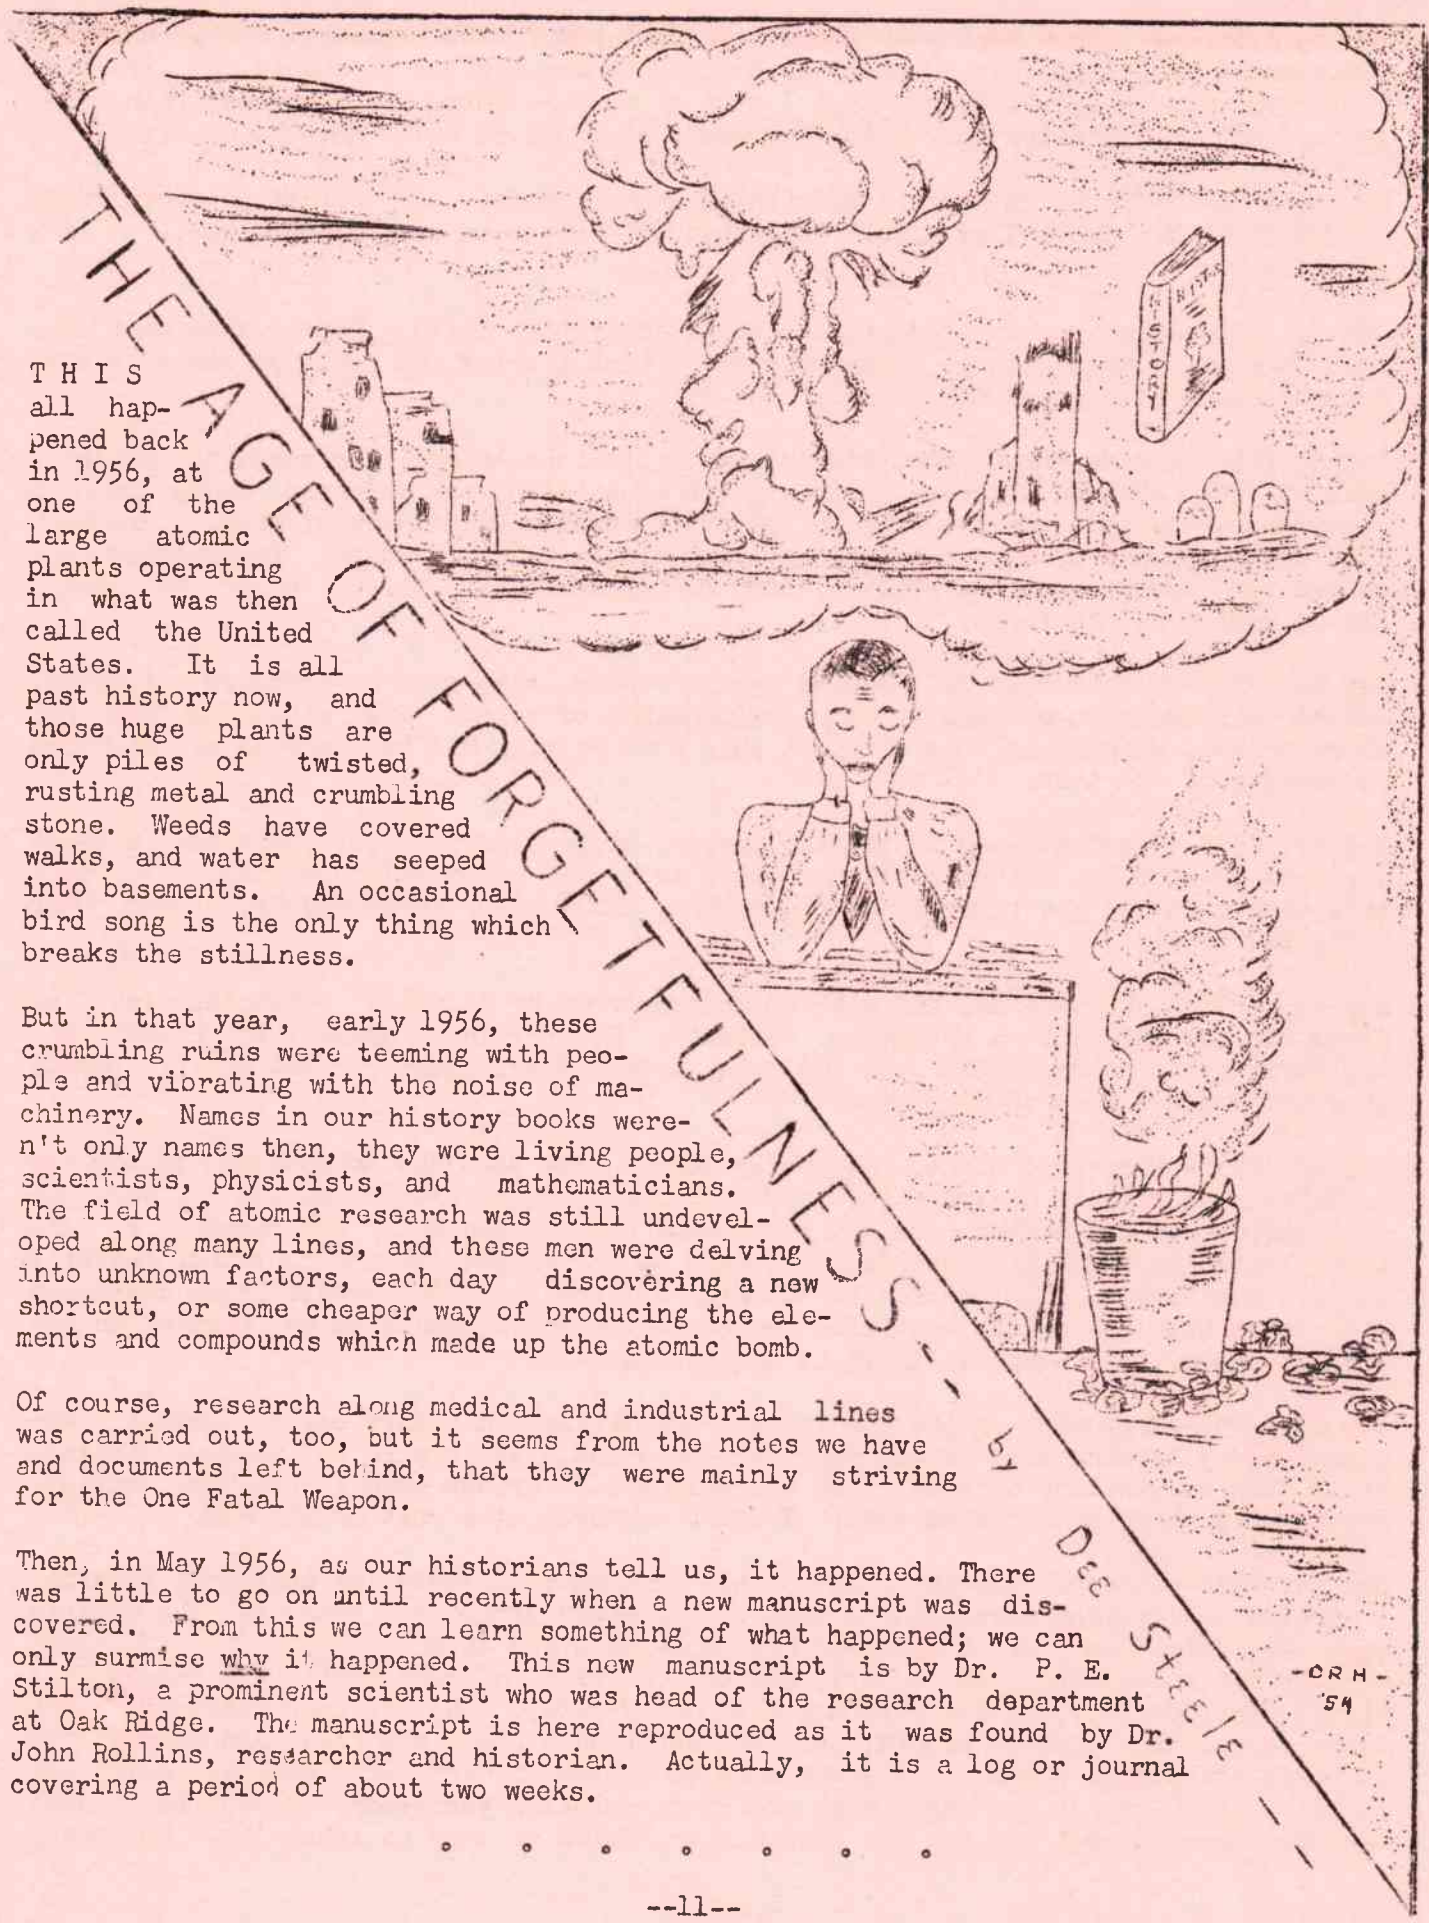 THE AGE OF FORGETFULNESS-- by Dee Steele --
HISTORY
HISTO
T H I S
all hap-
pened back
in 1956, at
one of the
large atomic
plants operating
in what was then
called the United
States. It is all
past history now, and
those huge plants are
only piles of twisted,
rusting metal and crumbling
stone. Weeds have covered
walks, and water has seeped
into basements. An occasional
bird song is the only thing which
breaks the stillness.
But in that year, early 1956, these
crumbling ruins were teeming with peo-
ple and vibrating with the noise of ma-
chinery. Names in our history books were-
n't only names then, they were living people,
scientists, physicists, and mathematicians.
The field of atomic research was still undevel-
oped along many lines, and these men were delving
into unknown factors, each day discovering a new
shortcut, or some cheaper way of producing the ele-
ments and compounds which made up the atomic bomb.
Of course, research along medical and industrial lines
was carried out, too, but it seems from the notes we have
and documents left behind, that they were mainly striving
for the One Fatal Weapon.
Then, in May 1956, as our historians tell us, it happened. There
was little to go on until recently when a new manuscript was dis-
covered. From this we can learn something of what happened; we can
only surmise why it happened. This new manuscript is by Dr. P. E.
Stilton, a prominent scientist who was head of the research department
at Oak Ridge. The manuscript is here reproduced as it was found by Dr.
John Rollins, researcher and historian. Actually, it is a log or journal
covering a period of about two weeks.
-DRH-
'54
--11--